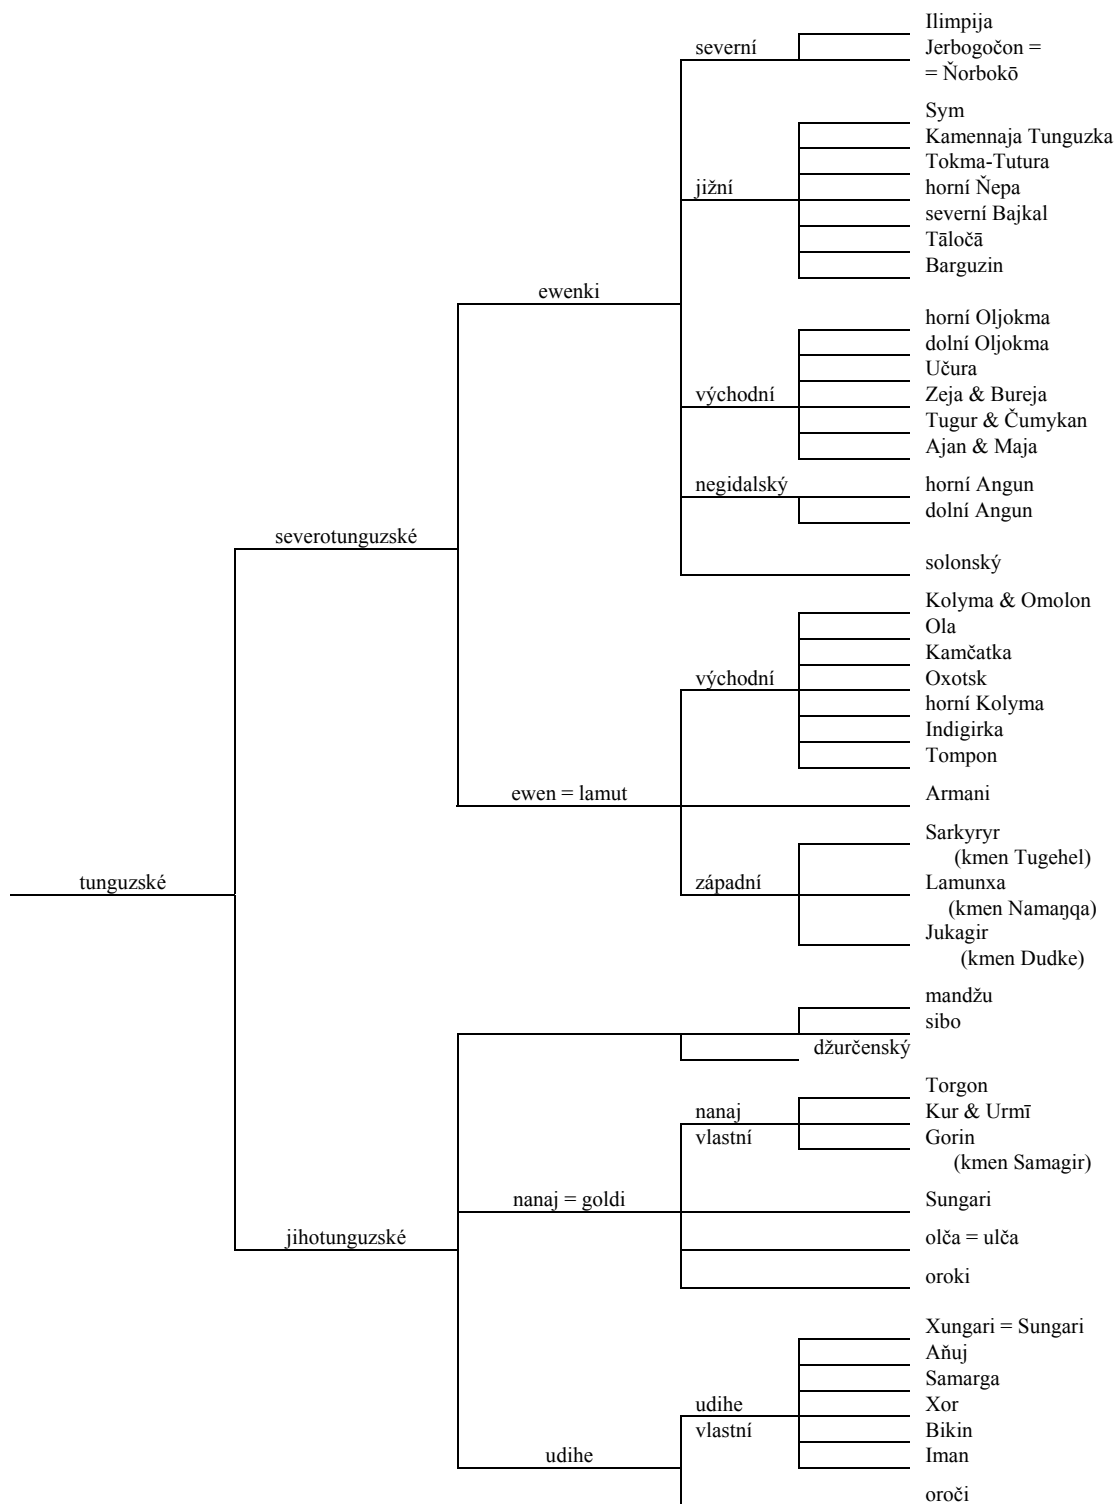 Ilimpija
severní
Jerbogočon =
= Ňorbokō
Sym
Kamennaja Tunguzka
Tokma-Tutura
jižní
horní Ňepa
severní Bajkal
Tāločā
Barguzin
ewenki
horní Oljokma
dolní Oljokma
Učura
východní
Zeja & Bureja
Tugur & Čumykan
Ajan & Maja
negidalský
horní Angun
dolní Angun
severotunguzské
solonský
Kolyma & Omolon
Ola
Kamčatka
východní
Oxotsk
horní Kolyma
Indigirka
Tompon
ewen = lamut
Armani
Sarkyryr
(kmen Tugehel)
tunguzské
západní
Lamunxa
(kmen Namaŋqa)
Jukagir
(kmen Dudke)
mandžu
sibo
džurčenský
Torgon
nanaj
Kur & Urmī
vlastní
Gorin
(kmen Samagir)
nanaj = goldi
Sungari
jihotunguzské
olča = ulča
oroki
Xungari = Sungari
Aňuj
Samarga
udihe
Xor
vlastní
Bikin
udihe
Iman
oroči